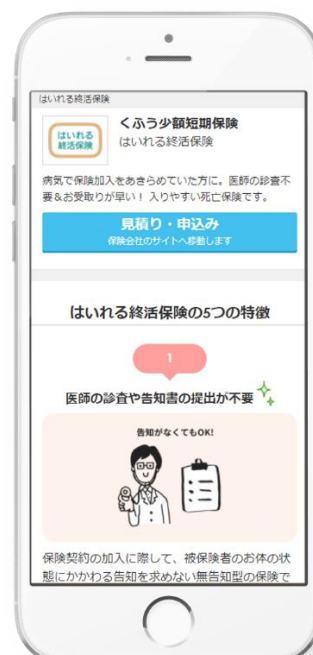 はいれる終活保険
はいれる
終活保険
くふう少額短期保険
はいれる終活保険
病気で保険加入をあきらめていた方に。医師の診査不
要&お受取りが早い！ 入りやすい死亡保険です。
見積り・申込み
保険会社のサイトへ移動します
はいれる終活保険の5つの特徴
1
医師の診査や告知書の提出が不要
告知がなくてもOK!
保険契約の加入に際して、被保険者のお体の状
態にかかわる告知を求めない無告知型の保険で